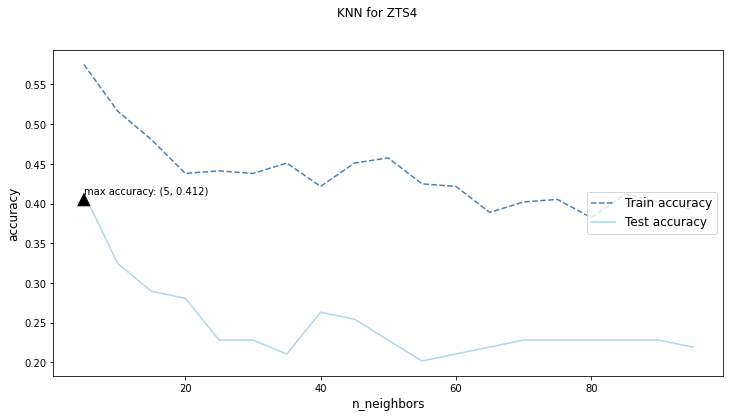 KNN for ZTS4
0.55
0.50
0.45
0.40
0.35
0.30
0.25
0.20
accuracy
max accuracy: (5, 0.412)
Train accuracy
Test accuracy
20
40
60
80
n_neighbors